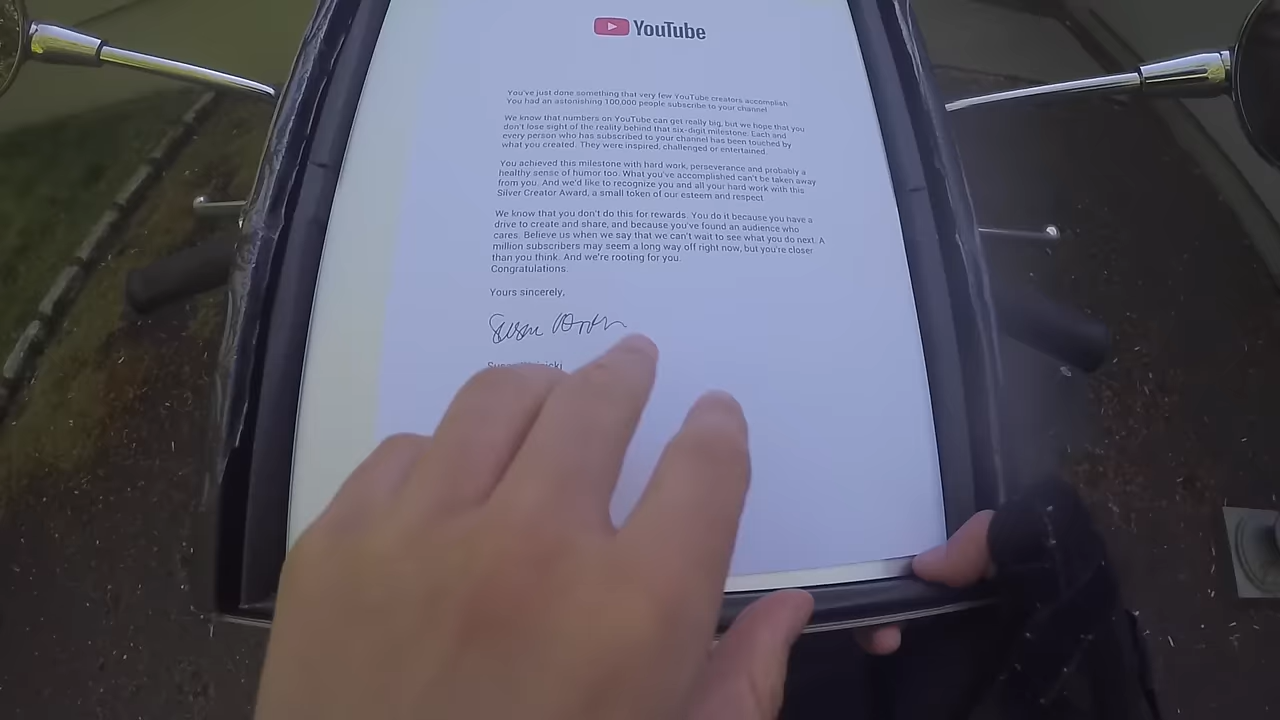 YouTube
You've just done something that very few YouTube creators accomplish.
You had an astonishing 100,000 people subscribe to your channel
We know that numbers on YouTube can get really big, but we hope that you
don't lose sight of the reality behind that six-digit milestone. Each and
every person who has subscribed to your channel has been touched by
what you created. They were inspired, challenged or entertained.
You achieved this milestone with hard work, perseverance and probably a
healthy sense of humor too. What you've accomplished can't be taken away
from you. And we'd like to recognize you and all your hard work with this
Silver Creator Award, a small token of our esteem and respect.
We know that you don't do this for rewards. You do it because you have a
drive to create and share, and because you've found an audience who
cares. Believe us when we say that we can't wait to see what you do next. A
million subscribers may seem a long way off right now, but you're closer
than you think. And we're rooting for you.
Congratulations.
Yours sincerely,
Susan